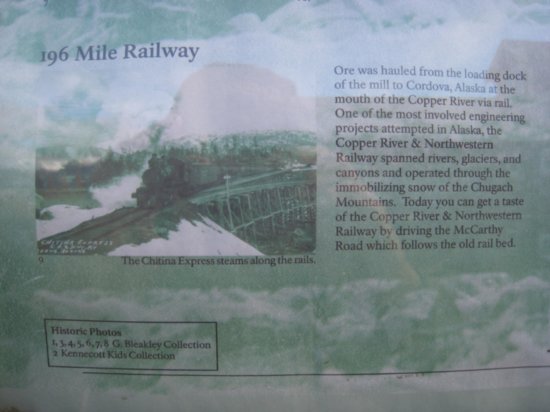 196 Mile Railway
Ore was hauled from the loading dock
of the mill to Cordova, Alaska at the
mouth of the Copper River via rail.
One of the most involved engineering
projects attempted in Alaska, the
Copper River & Northwestern
Railway spanned rivers, glaciers, and
canyons and operated through the
immobilizing snow of the Chugach
Mountains. Today you can get a taste
of the Copper River & Northwestern
Railway by driving the McCarthy
Road which follows the old rail bed.
CHITINA EXPRESS
9
The Chitina Express steams along the rails.
Historic Photos
1, 3, 4, 5, 6, 7, 8 G. Bleakley Collection
2 Kennecott Kids Collection